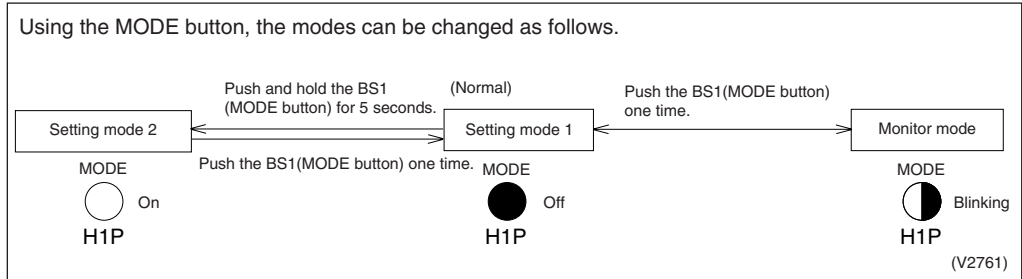 Using the MODE button, the modes can be changed as follows.
Push and hold the BS1
(MODE button) for 5 seconds.
(Normal)
Push the BS1(MODE button)
one time.
Setting mode 2
Setting mode 1
Monitor mode
Push the BS1(MODE button) one time.
MODE
On
H1P
MODE
Off
H1P
MODE
Blinking
H1P
(V2761)